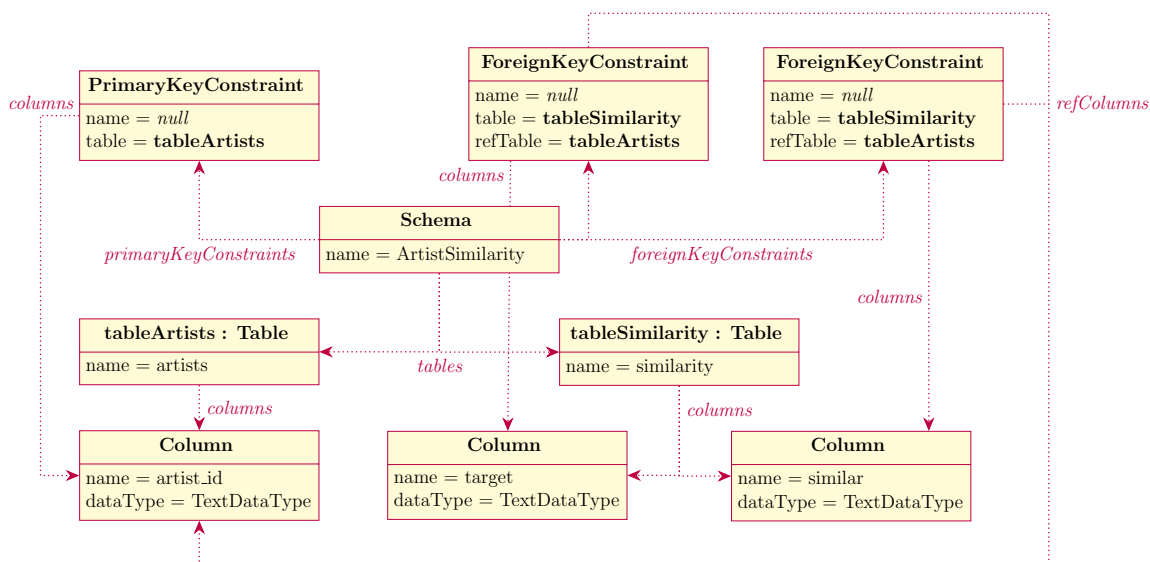 ForeignKeyConstraint
name = null
table = tableSimilarity
refTable = tableArtists
ForeignKeyConstraint
name = null
table = tableSimilarity
refTable = tableArtists
PrimaryKeyConstraint
name = null
table = tableArtists
columns
refColumns
columns
Schema
name = ArtistSimilarity
primaryKeyConstraints
foreignKeyConstraints
columns
tableArtists : Table
name = artists
tableSimilarity : Table
name = similarity
tables
columns
columns
Column
name = artist_id
dataType = TextDataType
Column
name = target
dataType = TextDataType
Column
name = similar
dataType = TextDataType